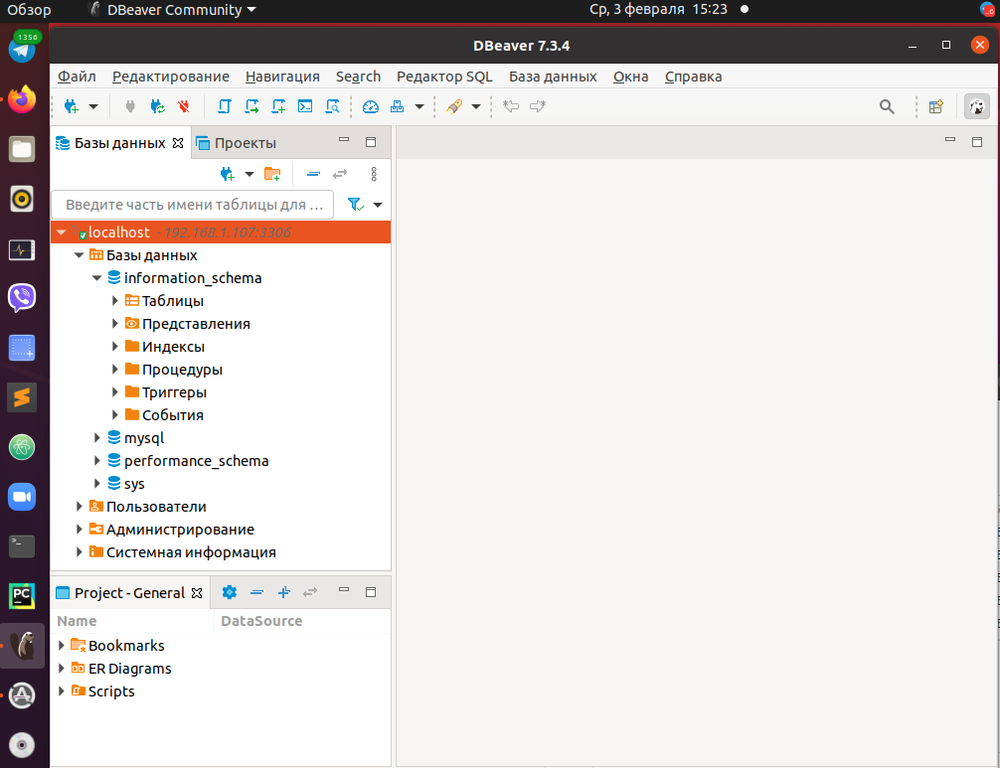 Обзор DBeaver Community Ср, 3 февраля 15:23
1356
DBeaver 7.3.4
Файл Редактирование Навигация Search Редактор SQL База данных Окна Справка
Базы данных Проекты
Введите часть имени таблицы для ...
localhost - 192.168.1.107:3306
Базы данных
information_schema
Таблицы
Представления
Индексы
Процедуры
Триггеры
События
mysql
performance_schema
sys
Пользователи
Администрирование
Системная информация
PC
Project - General
Name DataSource
Bookmarks
ER Diagrams
Scripts